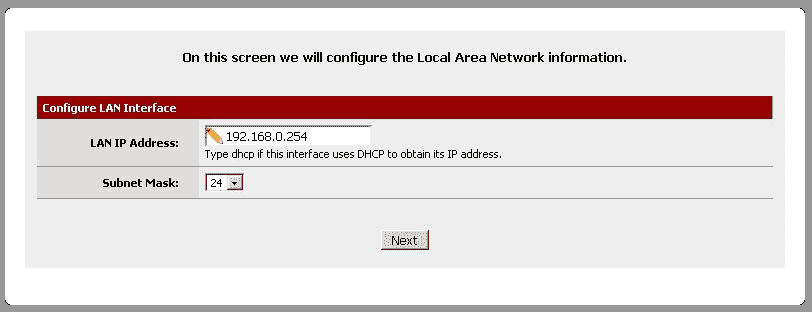 On this screen we will configure the Local Area Network information.
Configure LAN Interface
LAN IP Address: 192.168.0.254
Type dhcp if this interface uses DHCP to obtain its IP address.
Subnet Mask: 24
Next